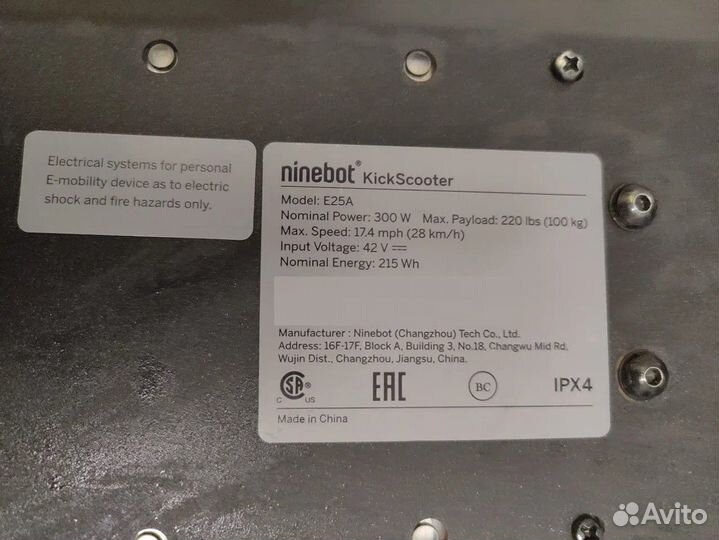 Electrical systems for personal
E-mobility device as to electric
shock and fire hazards only.
ninebot® KickScooter
Model: E25A
Nominal Power: 300 W Max. Payload: 220 lbs (100 kg)
Max. Speed: 17.4 mph (28 km/h)
Input Voltage: 42 V ⎓
Nominal Energy: 215 Wh
Manufacturer : Ninebot (Changzhou) Tech Co., Ltd.
Address: 16F-17F, Block A, Building 3, No.18, Changwu Mid Rd,
Wujin Dist., Changzhou, Jiangsu, China.
C SA® US EAC BC IPX4
Made in China
Avito